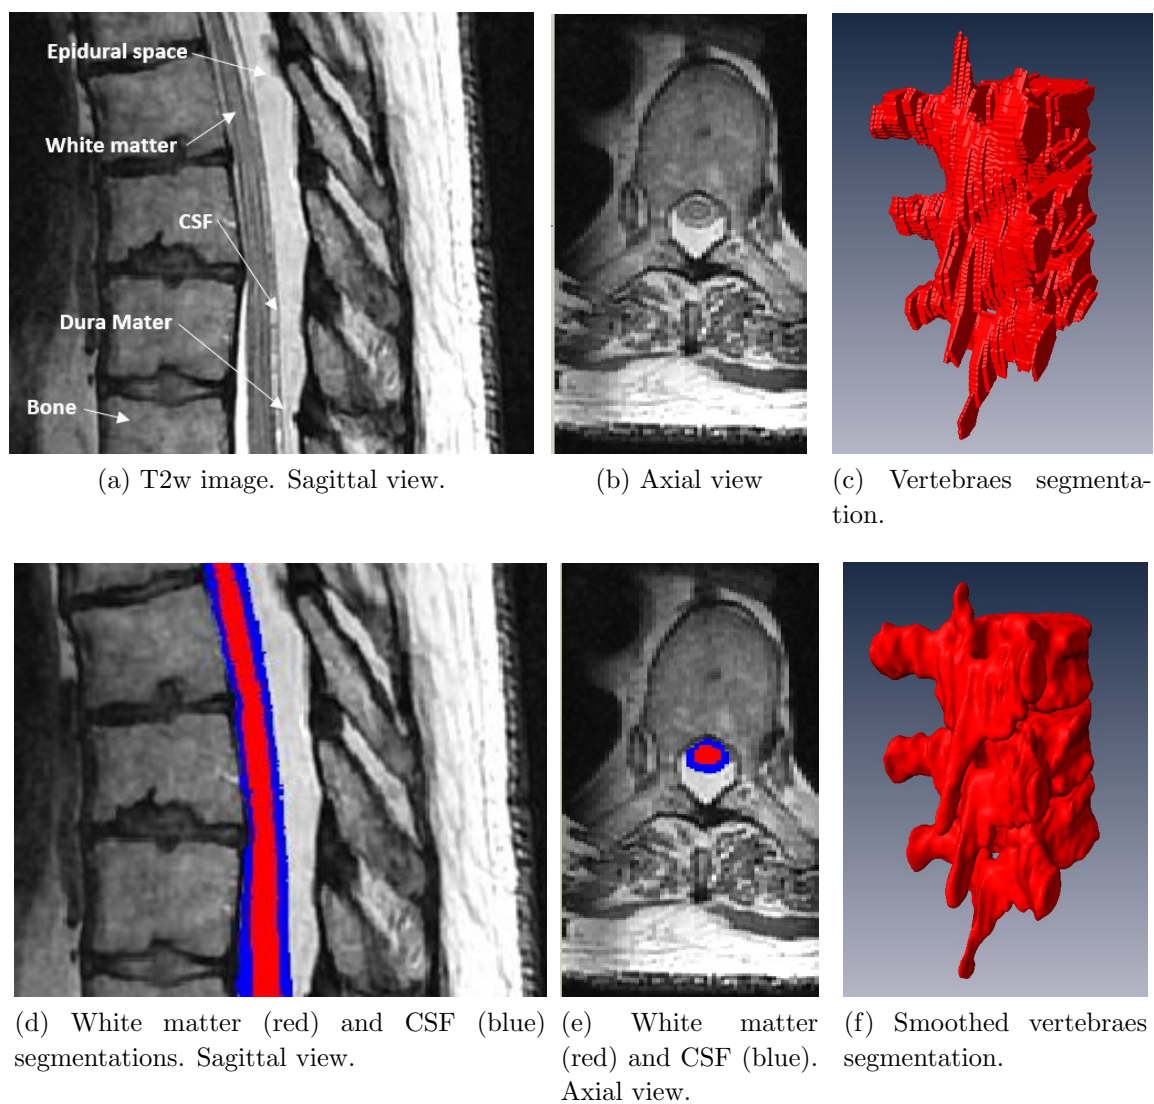 Epidural space
White matter
CSF
Dura Mater
Bone
(a) T2w image. Sagittal view.
(b) Axial view
(c) Vertebraes segmenta-
tion.
(d) White matter (red) and CSF (blue)
segmentations. Sagittal view.
(e) White matter
(red) and CSF (blue).
Axial view.
(f) Smoothed vertebraes
segmentation.